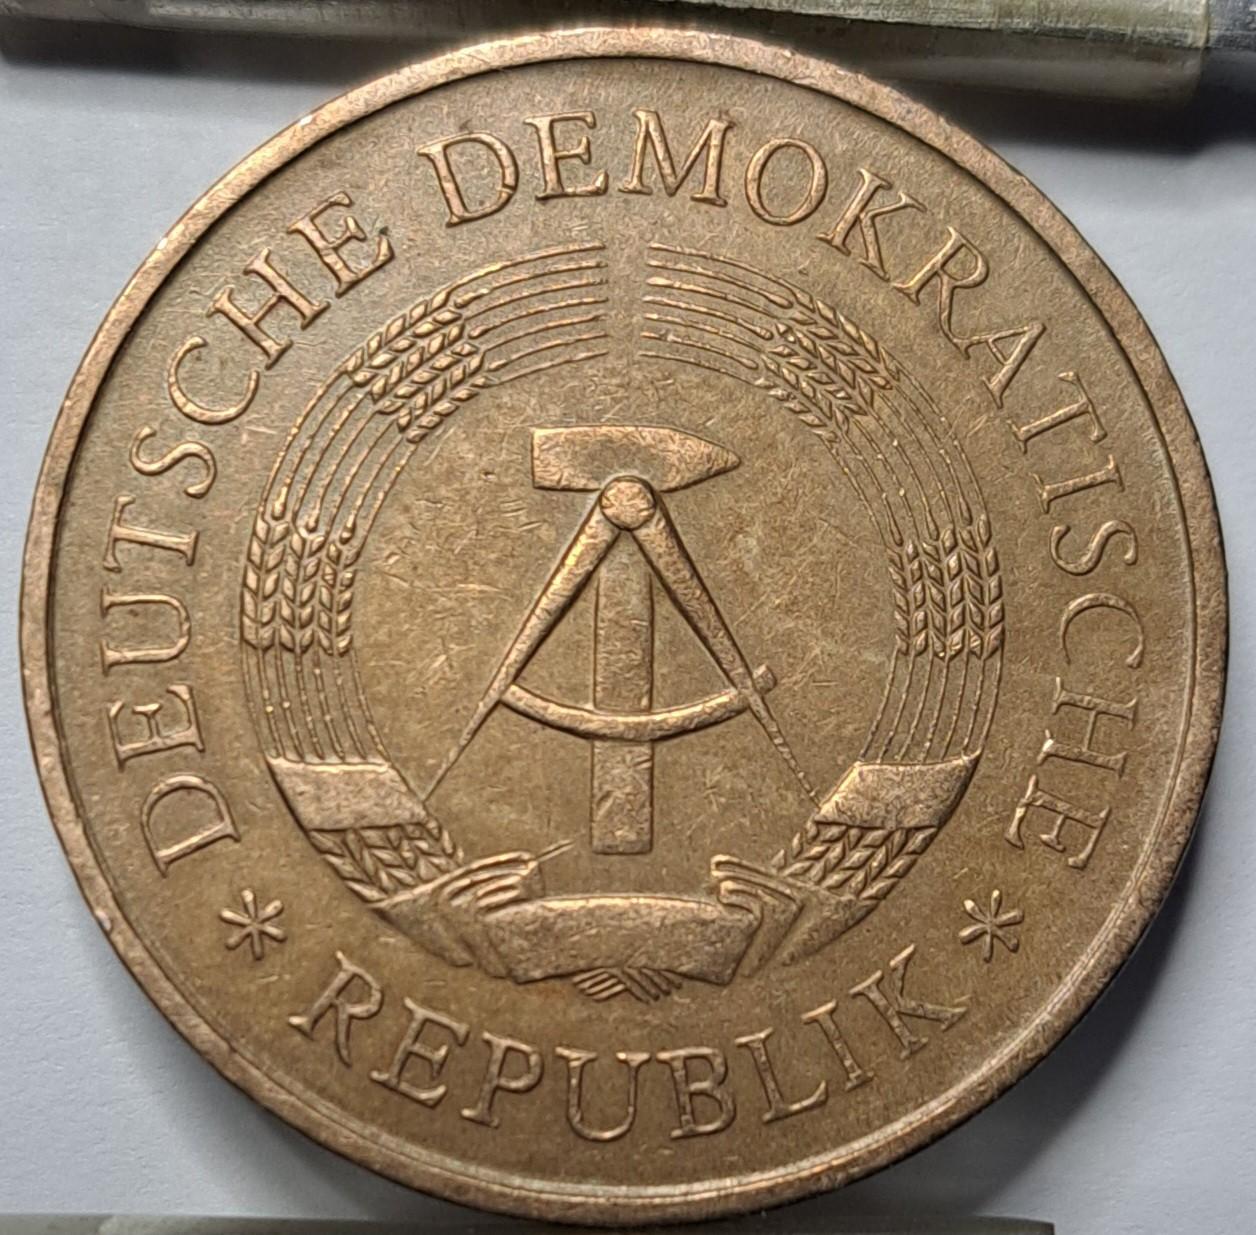 DEUTSCHE DEMOKRATISCHE
* REPUBLIK *